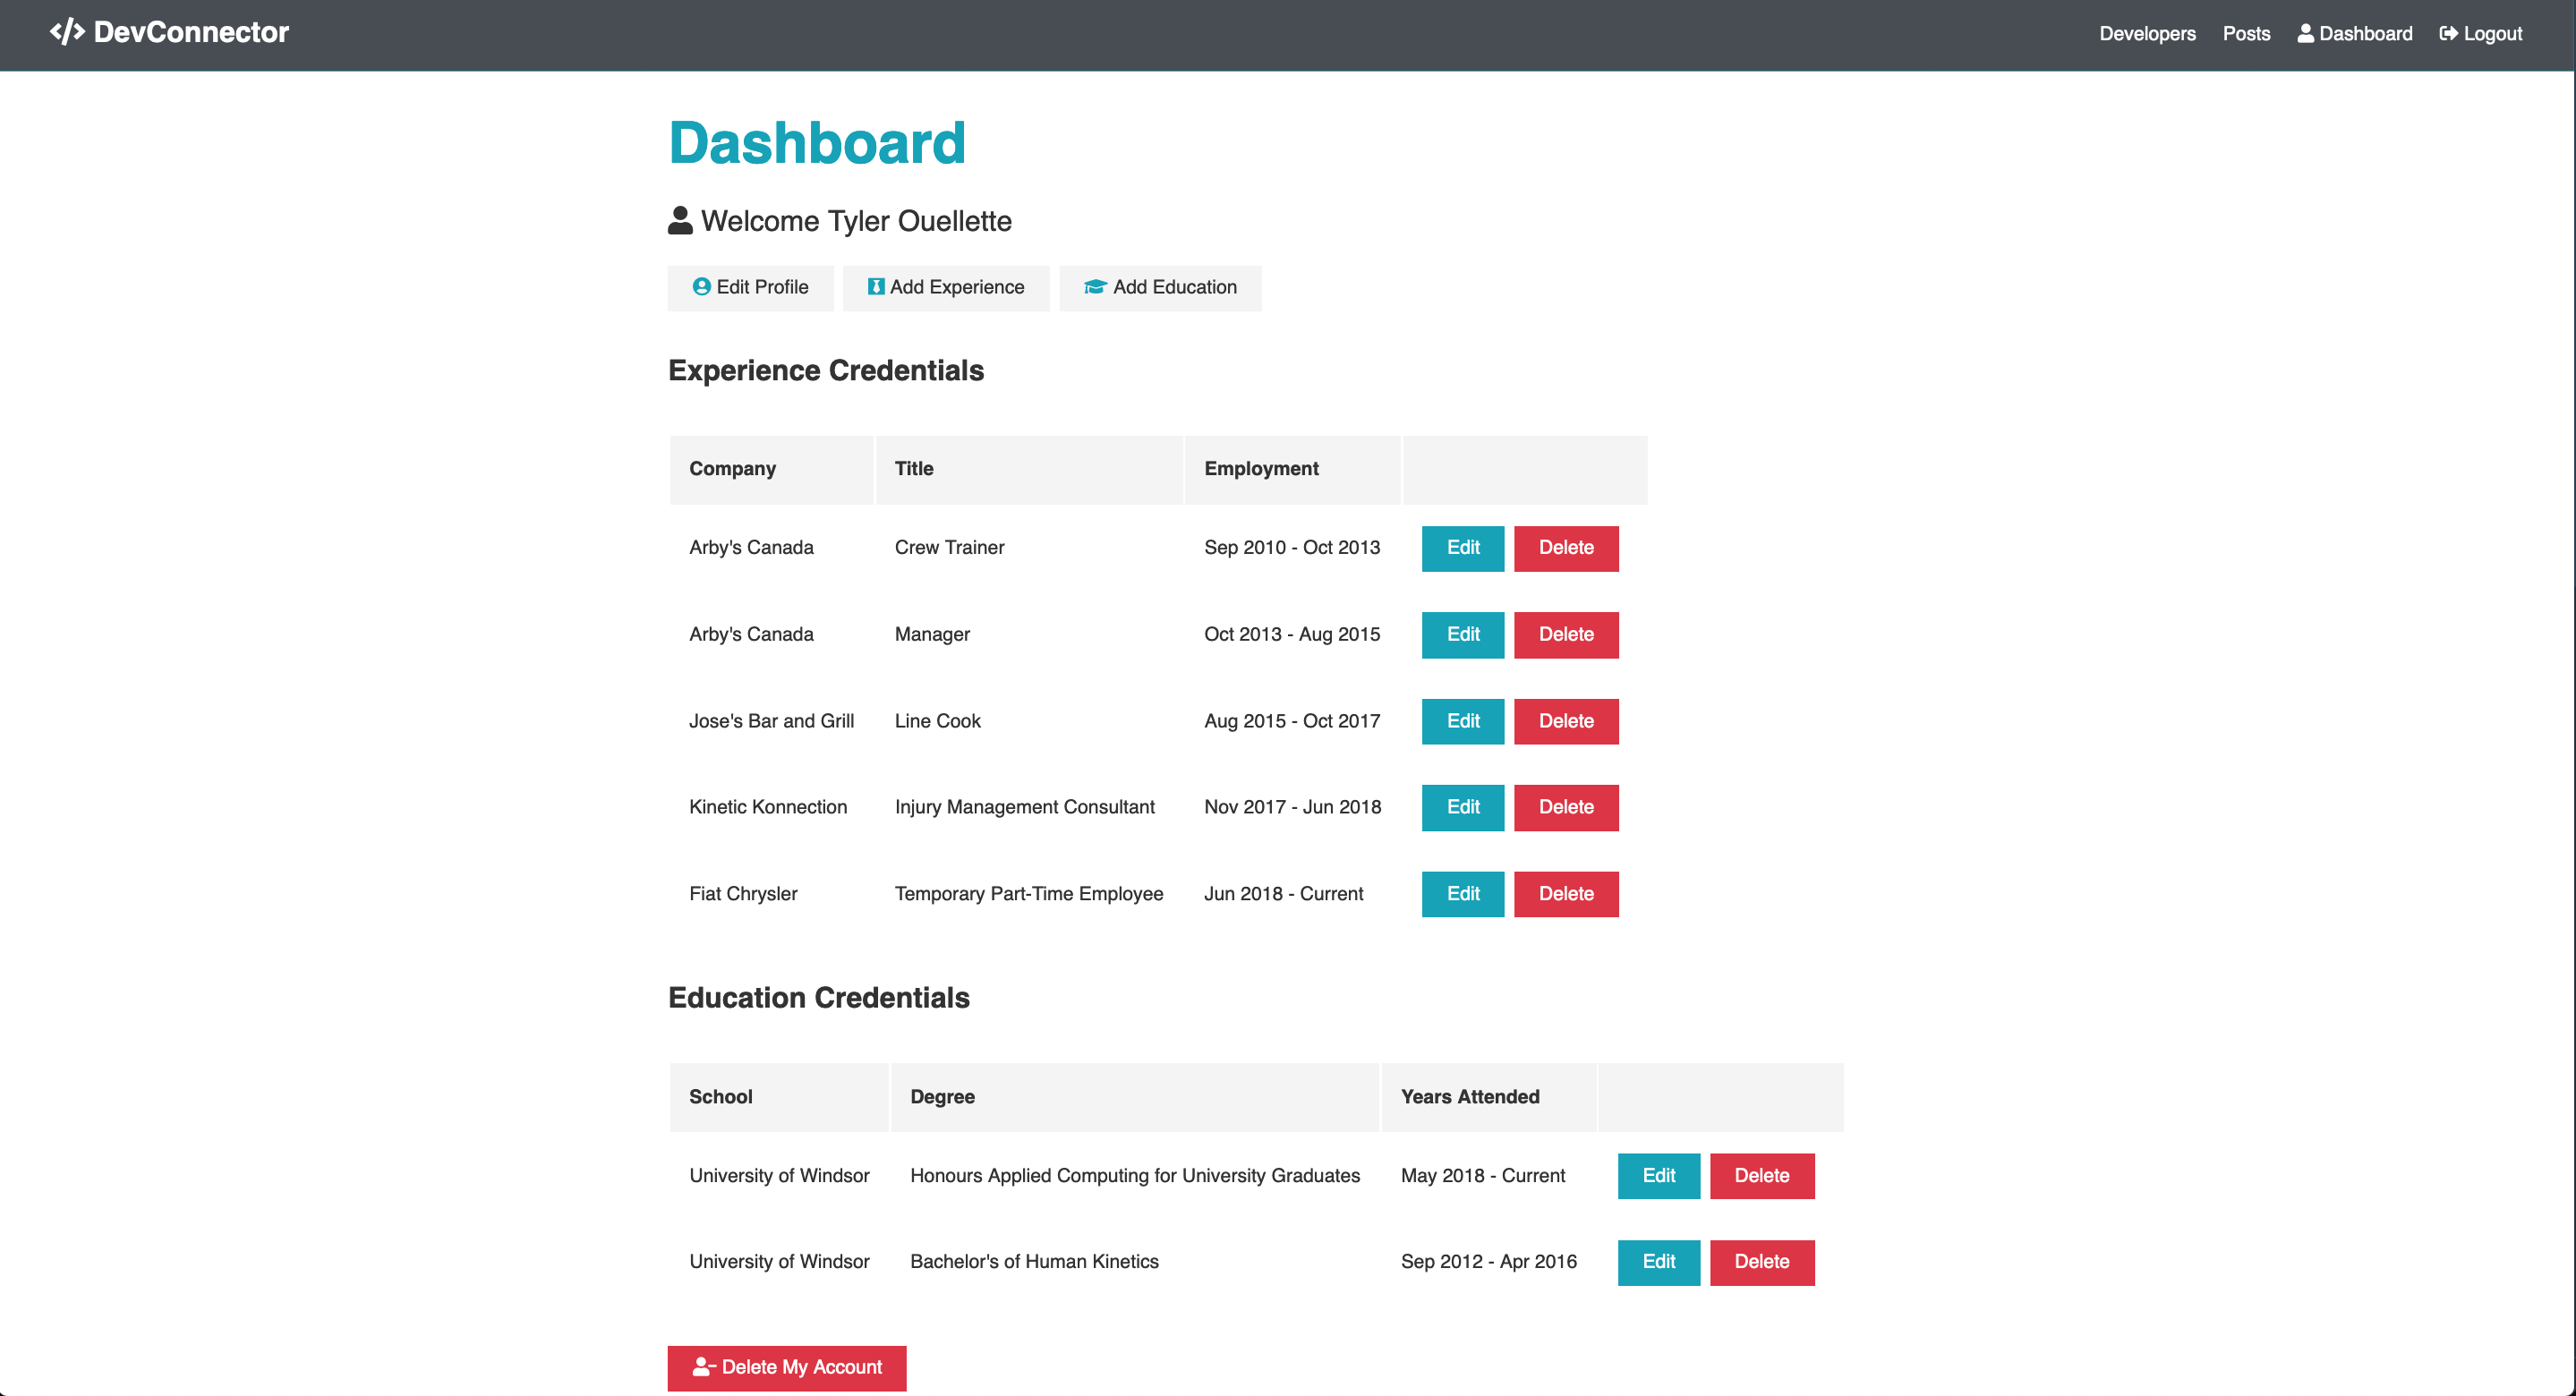 DevConnector
Developers Posts Dashboard Logout
Dashboard
Welcome Tyler Ouellette
Edit Profile Add Experience Add Education
Experience Credentials
Company Title Employment
Arby's Canada Crew Trainer Sep 2010 - Oct 2013 Edit Delete
Arby's Canada Manager Oct 2013 - Aug 2015 Edit Delete
Jose's Bar and Grill Line Cook Aug 2015 - Oct 2017 Edit Delete
Kinetic Konnection Injury Management Consultant Nov 2017 - Jun 2018 Edit Delete
Fiat Chrysler Temporary Part-Time Employee Jun 2018 - Current Edit Delete
Education Credentials
School Degree Years Attended
University of Windsor Honours Applied Computing for University Graduates May 2018 - Current Edit Delete
University of Windsor Bachelor's of Human Kinetics Sep 2012 - Apr 2016 Edit Delete
Delete My Account